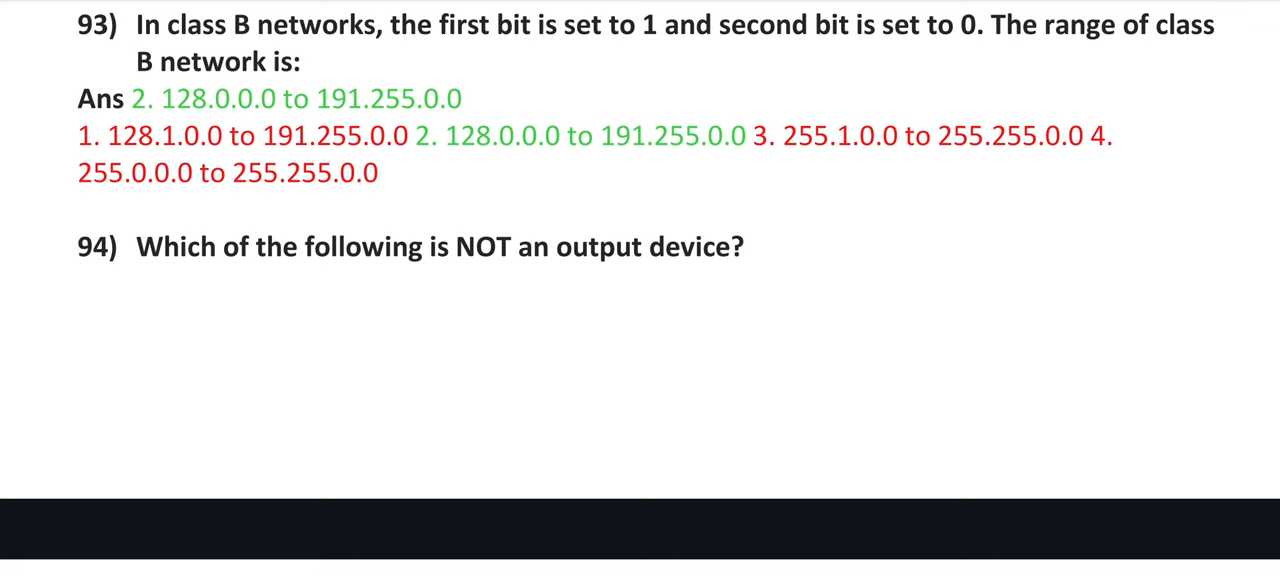 93) In class B networks, the first bit is set to 1 and second bit is set to 0. The range of class
B network is:
Ans 2. 128.0.0.0 to 191.255.0.0
1. 128.1.0.0 to 191.255.0.0 2. 128.0.0.0 to 191.255.0.0 3. 255.1.0.0 to 255.255.0.0 4.
255.0.0.0 to 255.255.0.0
94) Which of the following is NOT an output device?